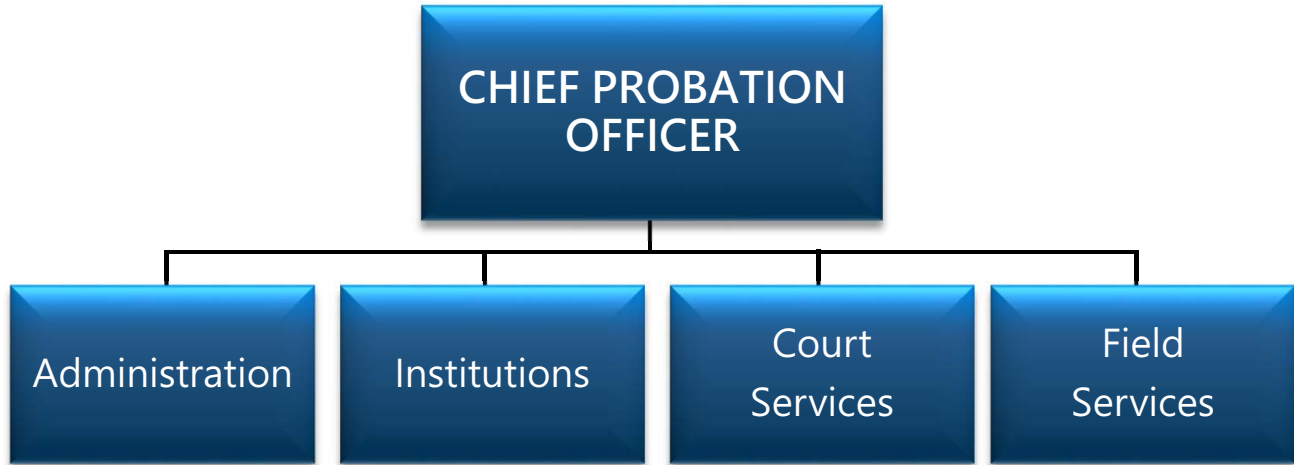 CHIEF PROBATION
OFFICER
Administration
Institutions
Court
Services
Field
Services